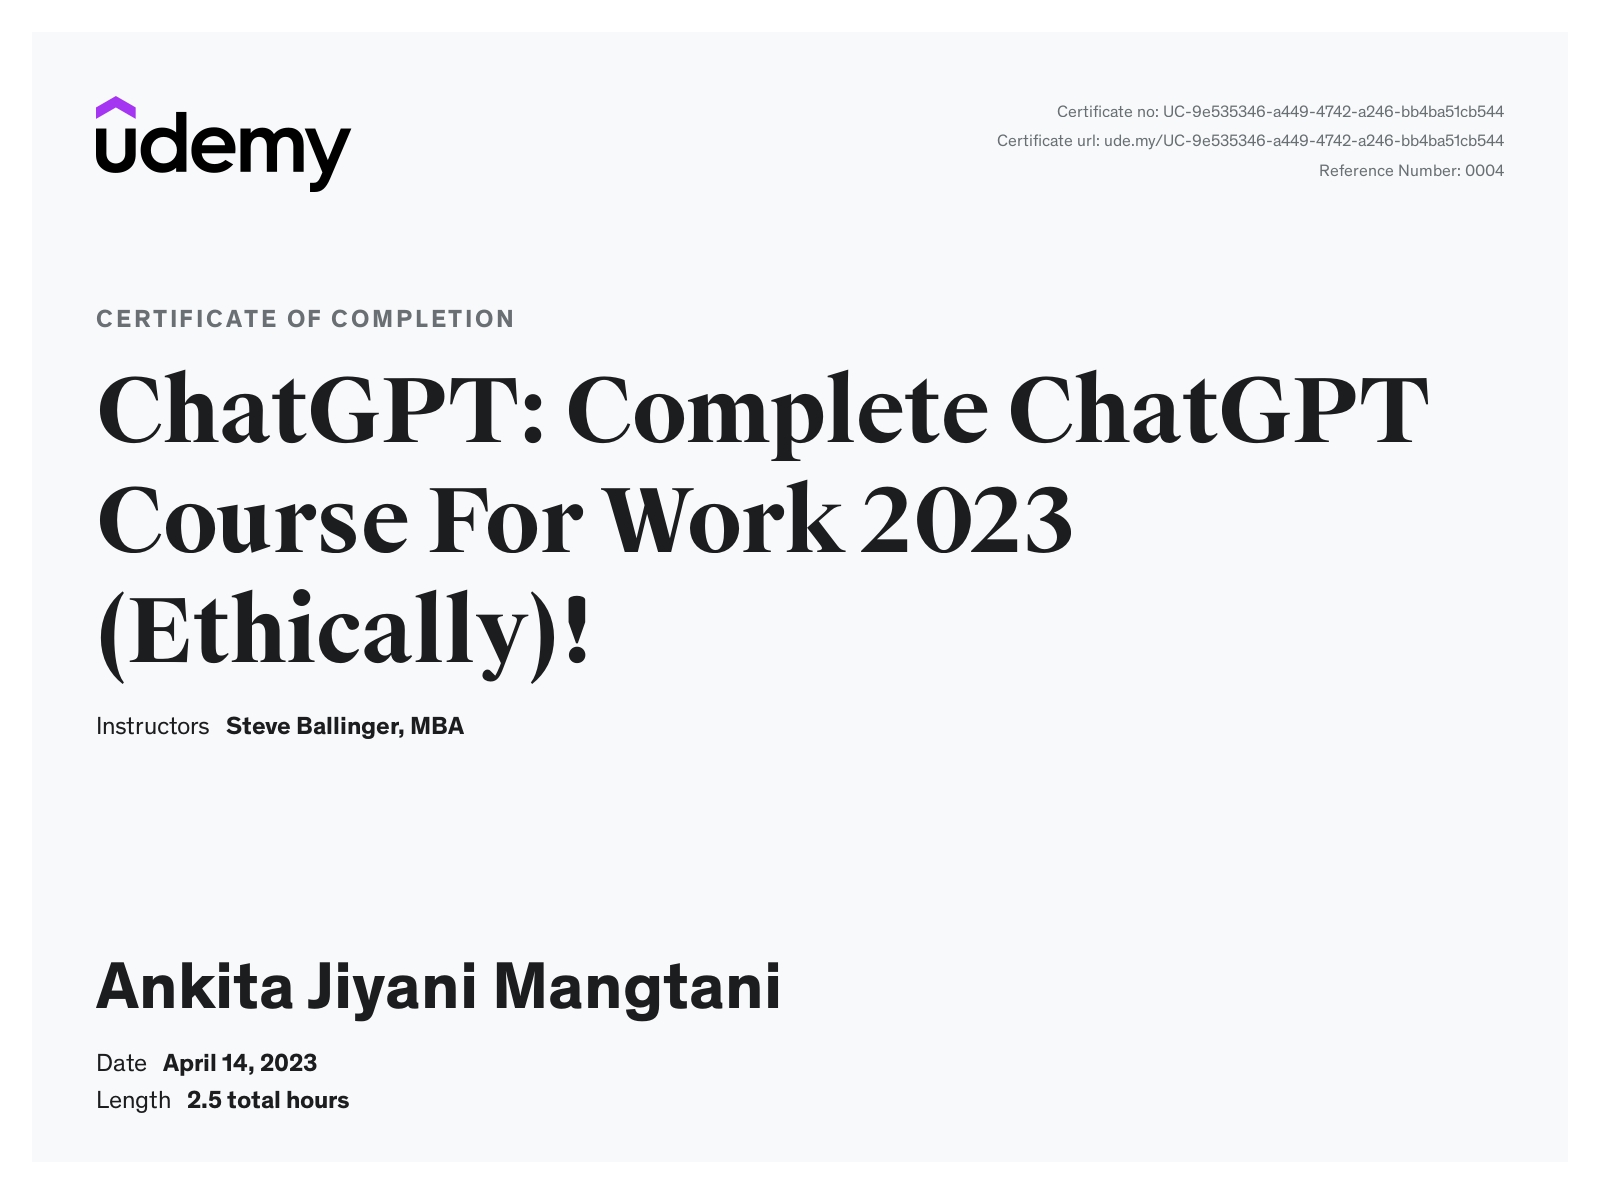 udemy
Certificate no: UC-9e535346-a449-4742-a246-bb4ba51cb544
Certificate url: ude.my/UC-9e535346-a449-4742-a246-bb4ba51cb544
Reference Number: 0004
CERTIFICATE OF COMPLETION
ChatGPT: Complete ChatGPT
Course For Work 2023
(Ethically)!
Instructors Steve Ballinger, MBA
Ankita Jiyani Mangtani
Date April 14, 2023
Length 2.5 total hours